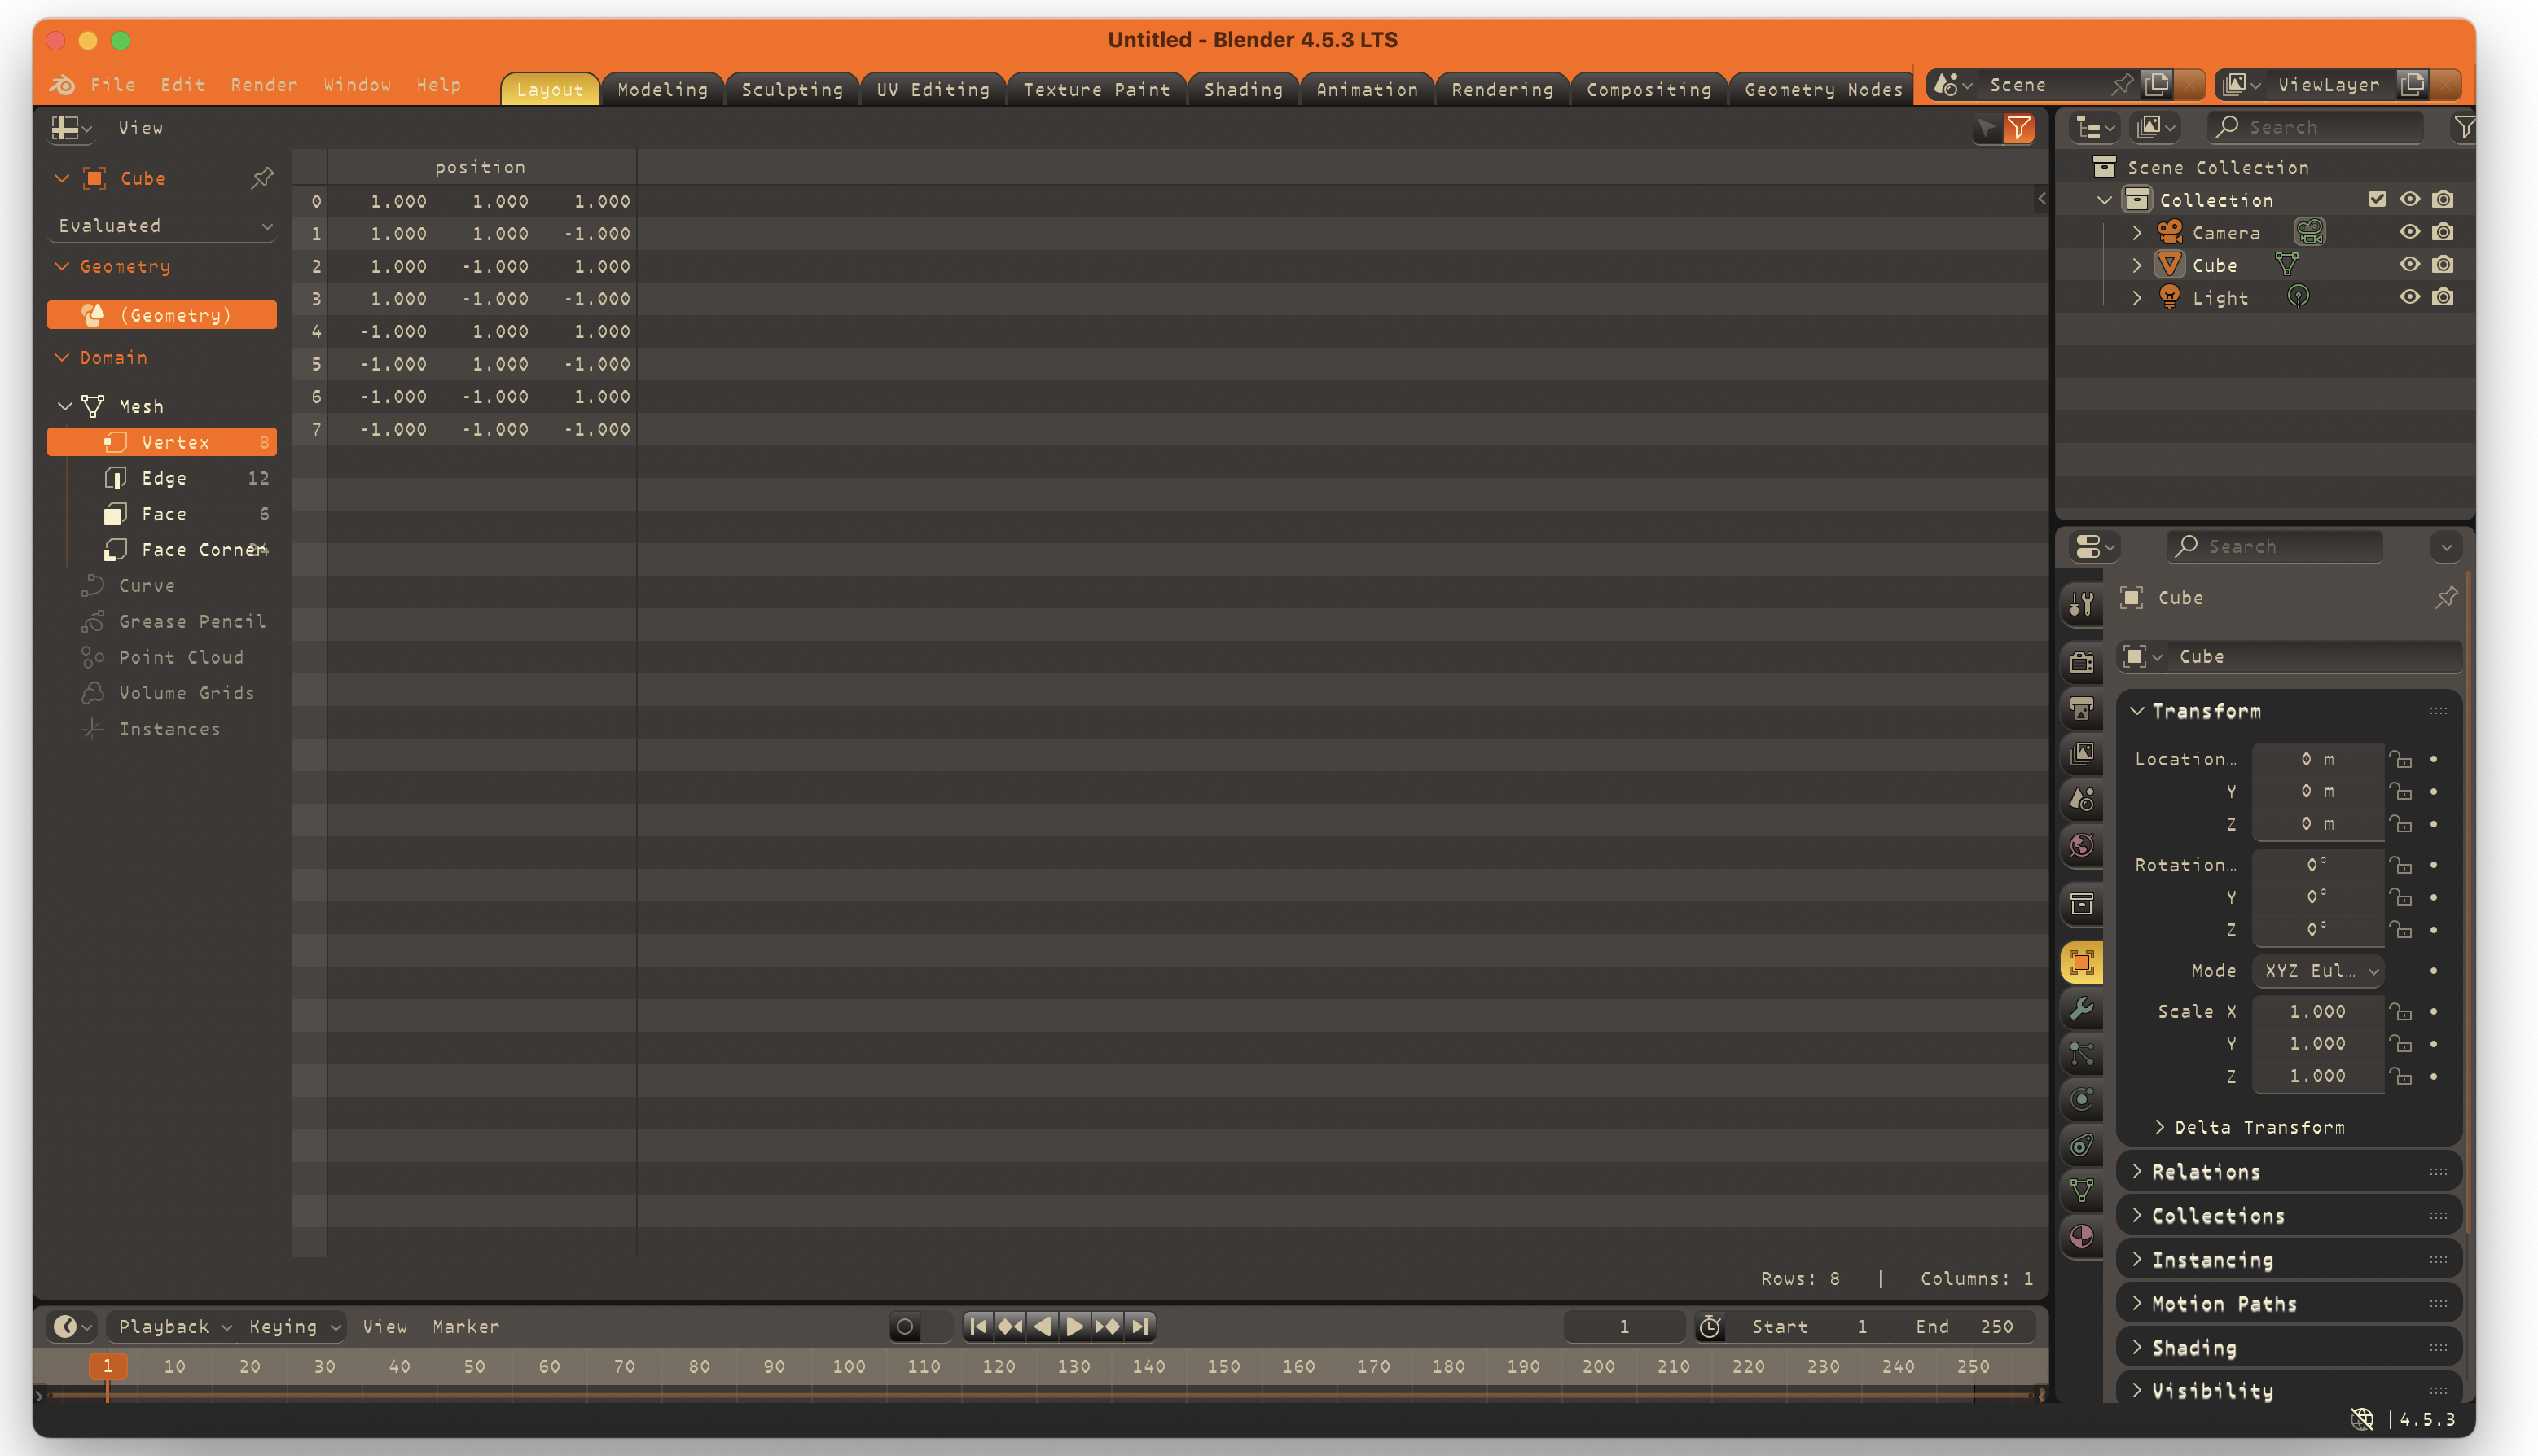 Untitled - Blender 4.5.3 LTS
File Edit Render Window Help Layout Modeling Sculpting UV Editing Texture Paint Shading Animation Rendering Compositing Geometry Nodes Scene ViewLayer
View
Cube
Evaluated
Geometry
(Geometry)
Domain
Mesh
Vertex 8
Edge 12
Face 6
Face Corner 24
Curve
Grease Pencil
Point Cloud
Volume Grids
Instances
position
0 1.000 1.000 1.000
1 1.000 1.000 -1.000
2 1.000 -1.000 1.000
3 1.000 -1.000 -1.000
4 -1.000 1.000 1.000
5 -1.000 1.000 -1.000
6 -1.000 -1.000 1.000
7 -1.000 -1.000 -1.000
Rows: 8 | Columns: 1
Search
Scene Collection
Collection
Camera
Cube
Light
Search
Cube
Cube
Transform
Location… 0 m
Y 0 m
Z 0 m
Rotation… 0°
Y 0°
Z 0°
Mode XYZ Eul…
Scale X 1.000
Y 1.000
Z 1.000
Delta Transform
Relations
Collections
Instancing
Motion Paths
Shading
Visibility
Playback Keying View Marker 1 Start 1 End 250
1 10 20 30 40 50 60 70 80 90 100 110 120 130 140 150 160 170 180 190 200 210 220 230 240 250
| 4.5.3